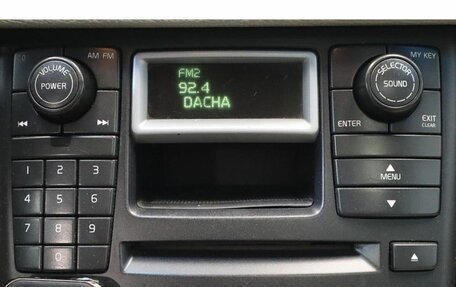 AM FM
VOLUME
POWER
FM2
92.4
DACHA
MY KEY
SELECTOR
SOUND
ENTER
EXIT
CLEAR
MENU
1 2 3
4 5 6
7 8 9
0